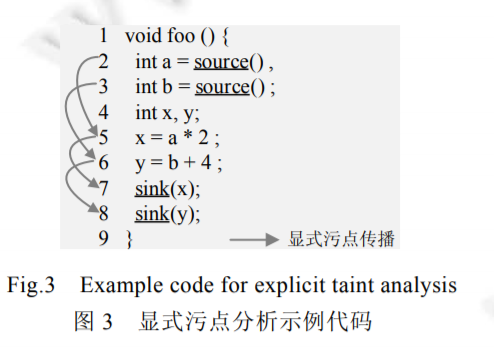 1 void foo () {
2 int a = source() ,
3 int b = source() ;
4 int x, y;
5 x = a * 2 ;
6 y = b + 4 ;
7 sink(x);
8 sink(y);
9 }
显式污点传播
Fig.3 Example code for explicit taint analysis
图 3 显式污点分析示例代码